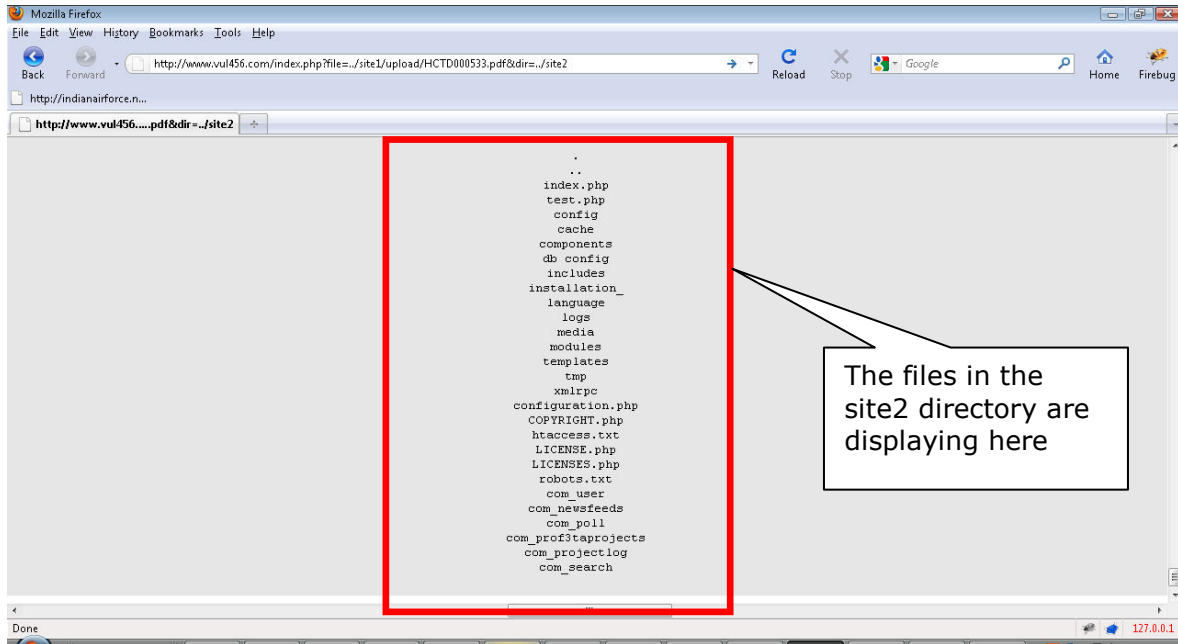 Mozilla Firefox
File Edit View History Bookmarks Tools Help
http://www.vul456.com/index.php?file=../site1/upload/HCTD000533.pdf&dir=../site2
Google
Back Forward Reload Stop Home Firebug
http://indianairforce.n...
http://www.vul456.....pdf&dir=../site2
.
..
index.php
test.php
config
cache
components
db config
includes
installation_
language
logs
media
modules
templates
tmp
xmlrpc
configuration.php
COPYRIGHT.php
htaccess.txt
LICENSE.php
LICENSES.php
robots.txt
com_user
com_newsfeeds
com_poll
com_prof3taprojects
com_projectlog
com_search
The files in the
site2 directory are
displaying here
Done
127.0.0.1